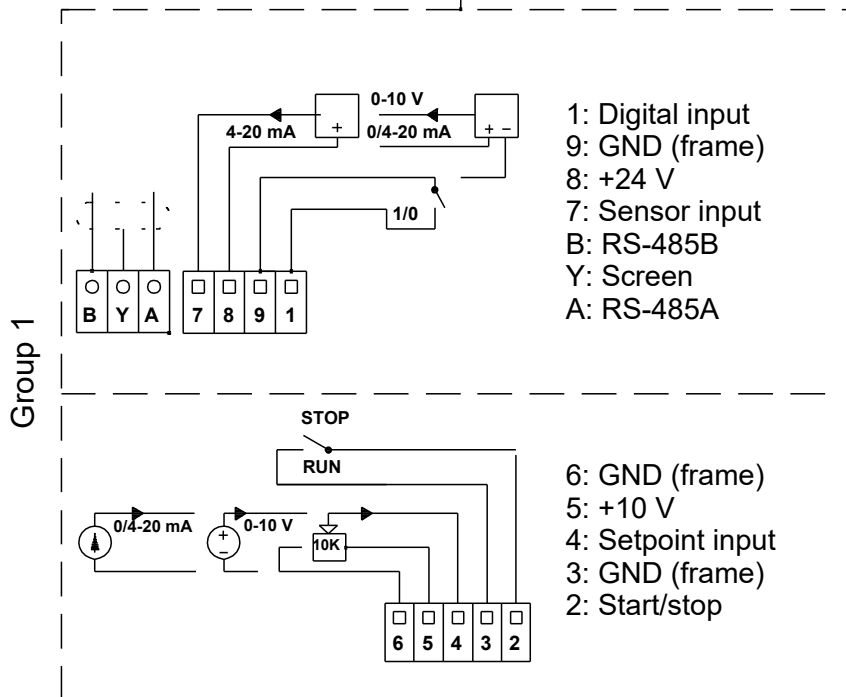 Group 1
0-10 V
4-20 mA
+
0/4-20 mA
+ −
1/0
B Y A
7 8 9 1
1: Digital input
9: GND (frame)
8: +24 V
7: Sensor input
B: RS-485B
Y: Screen
A: RS-485A
STOP
RUN
0/4-20 mA
+
−
0-10 V
10K
6 5 4 3 2
6: GND (frame)
5: +10 V
4: Setpoint input
3: GND (frame)
2: Start/stop